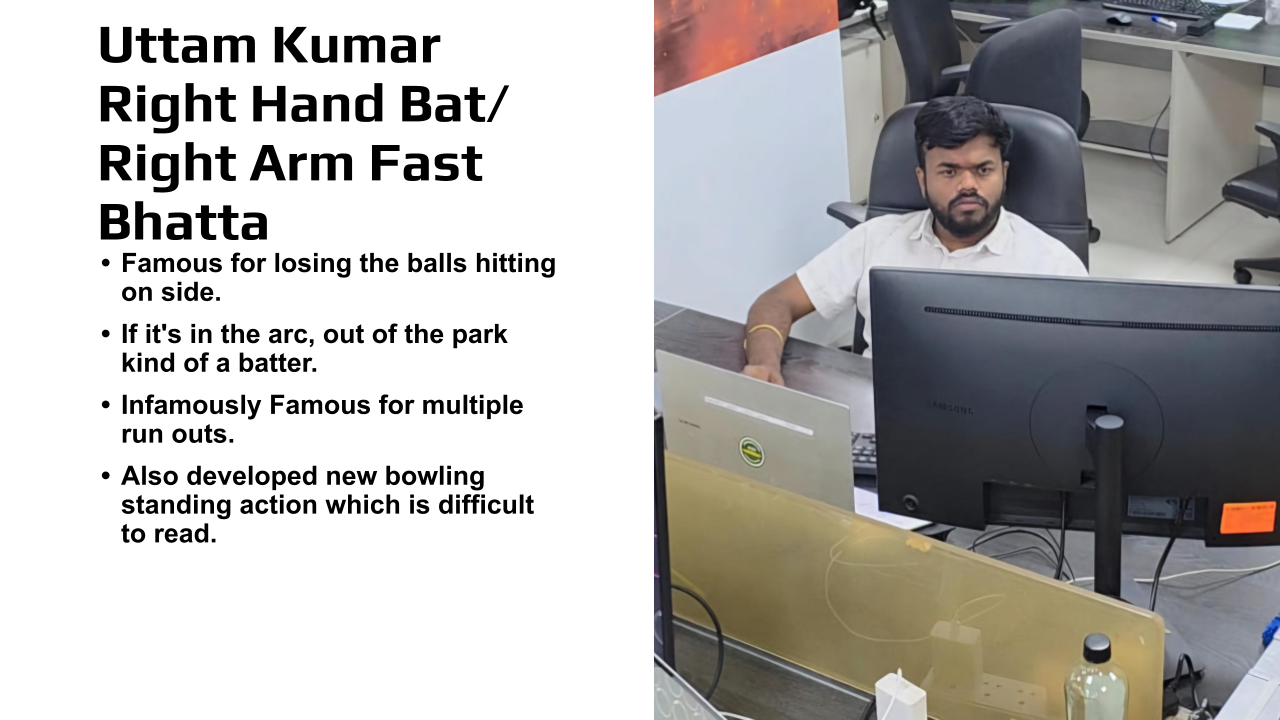 Uttam Kumar
Right Hand Bat/
Right Arm Fast
Bhatta
• Famous for losing the balls hitting
on side.
• If it's in the arc, out of the park
kind of a batter.
• Infamously Famous for multiple
run outs.
• Also developed new bowling
standing action which is difficult
to read.
SAMSUNG